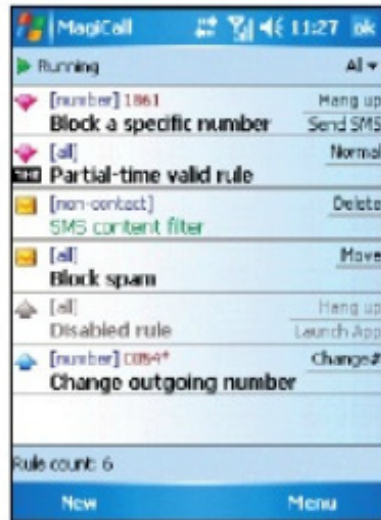 MagiCall 11:27 ok
Running All
[number] 1861 Hang up
Block a specific number Send SMS
[all] Normal
Partial-time valid rule
[non-contact] Delete
SMS content filter
[all] Move
Block spam
[all] Hang up
Disabled rule Launch App
[number] Change#
Change outgoing number
Rule count: 6
New Menu